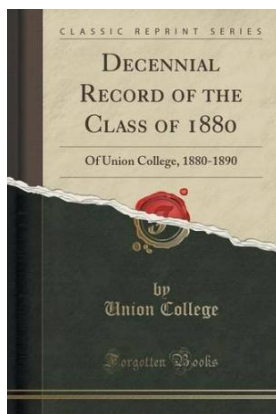 CLASSIC REPRINT SERIES
DECENNIAL
RECORD OF THE
CLASS OF 1880
Of Union College, 1880-1890
by
Union College
Forgotten Books